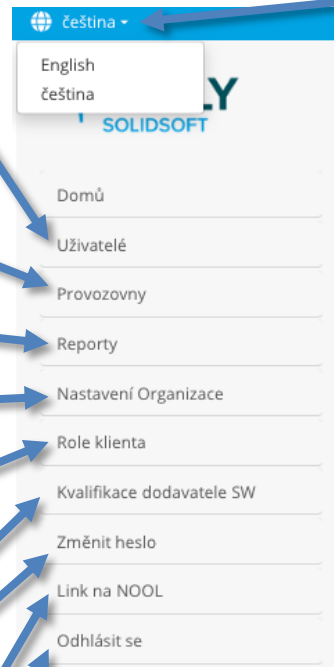 čeština
English
čeština
LY
SOLIDSOFT
Domů
Uživatelé
Provozovny
Reporty
Nastavení Organizace
Role klienta
Kvalifikace dodavatele SW
Změnit heslo
Link na NOOL
Odhlásit se